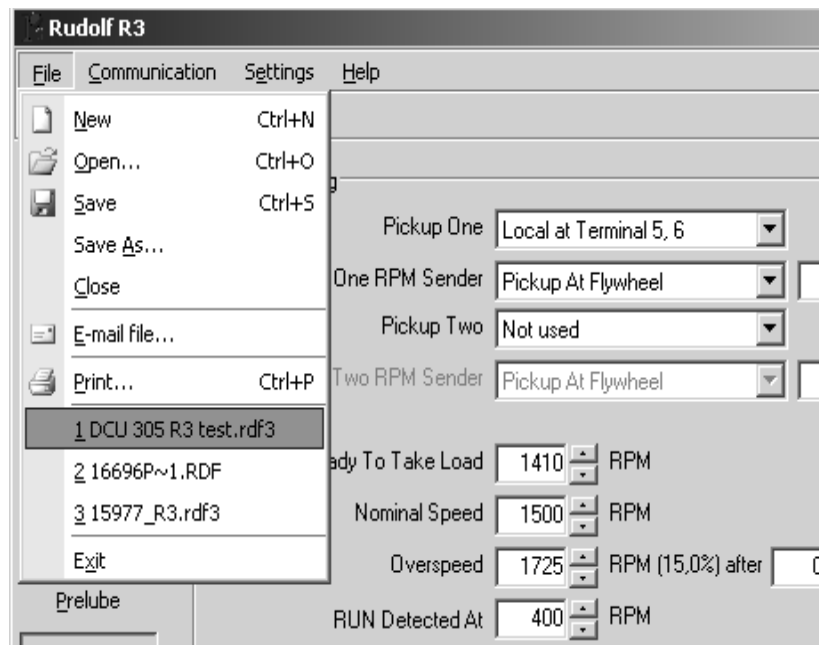 Rudolf R3
File Communication Settings Help
New Ctrl+N
Open... Ctrl+O
Save Ctrl+S
Save As...
Close
E-mail file...
Print... Ctrl+P
1 DCU 305 R3 test.rdf3
2 16696P~1.RDF
3 15977_R3.rdf3
Exit
Prelube
g
Pickup One Local at Terminal 5, 6
One RPM Sender Pickup At Flywheel
Pickup Two Not used
Two RPM Sender Pickup At Flywheel
ady To Take Load 1410 RPM
Nominal Speed 1500 RPM
Overspeed 1725 RPM (15,0%) after
RUN Detected At 400 RPM